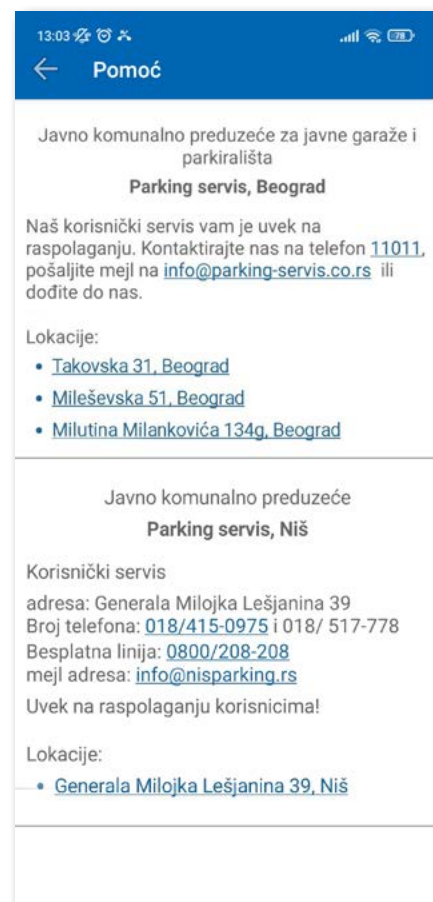 13:03
78
Pomoć
Javno komunalno preduzeće za javne garaže i
parkirališta
Parking servis, Beograd
Naš korisnički servis vam je uvek na
raspolaganju. Kontaktirajte nas na telefon 11011,
pošaljite mejl na info@parking-servis.co.rs ili
dođite do nas.
Lokacije:
• Takovska 31, Beograd
• Mileševska 51, Beograd
• Milutina Milankovića 134g, Beograd
Javno komunalno preduzeće
Parking servis, Niš
Korisnički servis
adresa: Generala Milojka Lešjanina 39
Broj telefona: 018/415-0975 i 018/ 517-778
Besplatna linija: 0800/208-208
mejl adresa: info@nisparking.rs
Uvek na raspolaganju korisnicima!
Lokacije:
• Generala Milojka Lešjanina 39, Niš